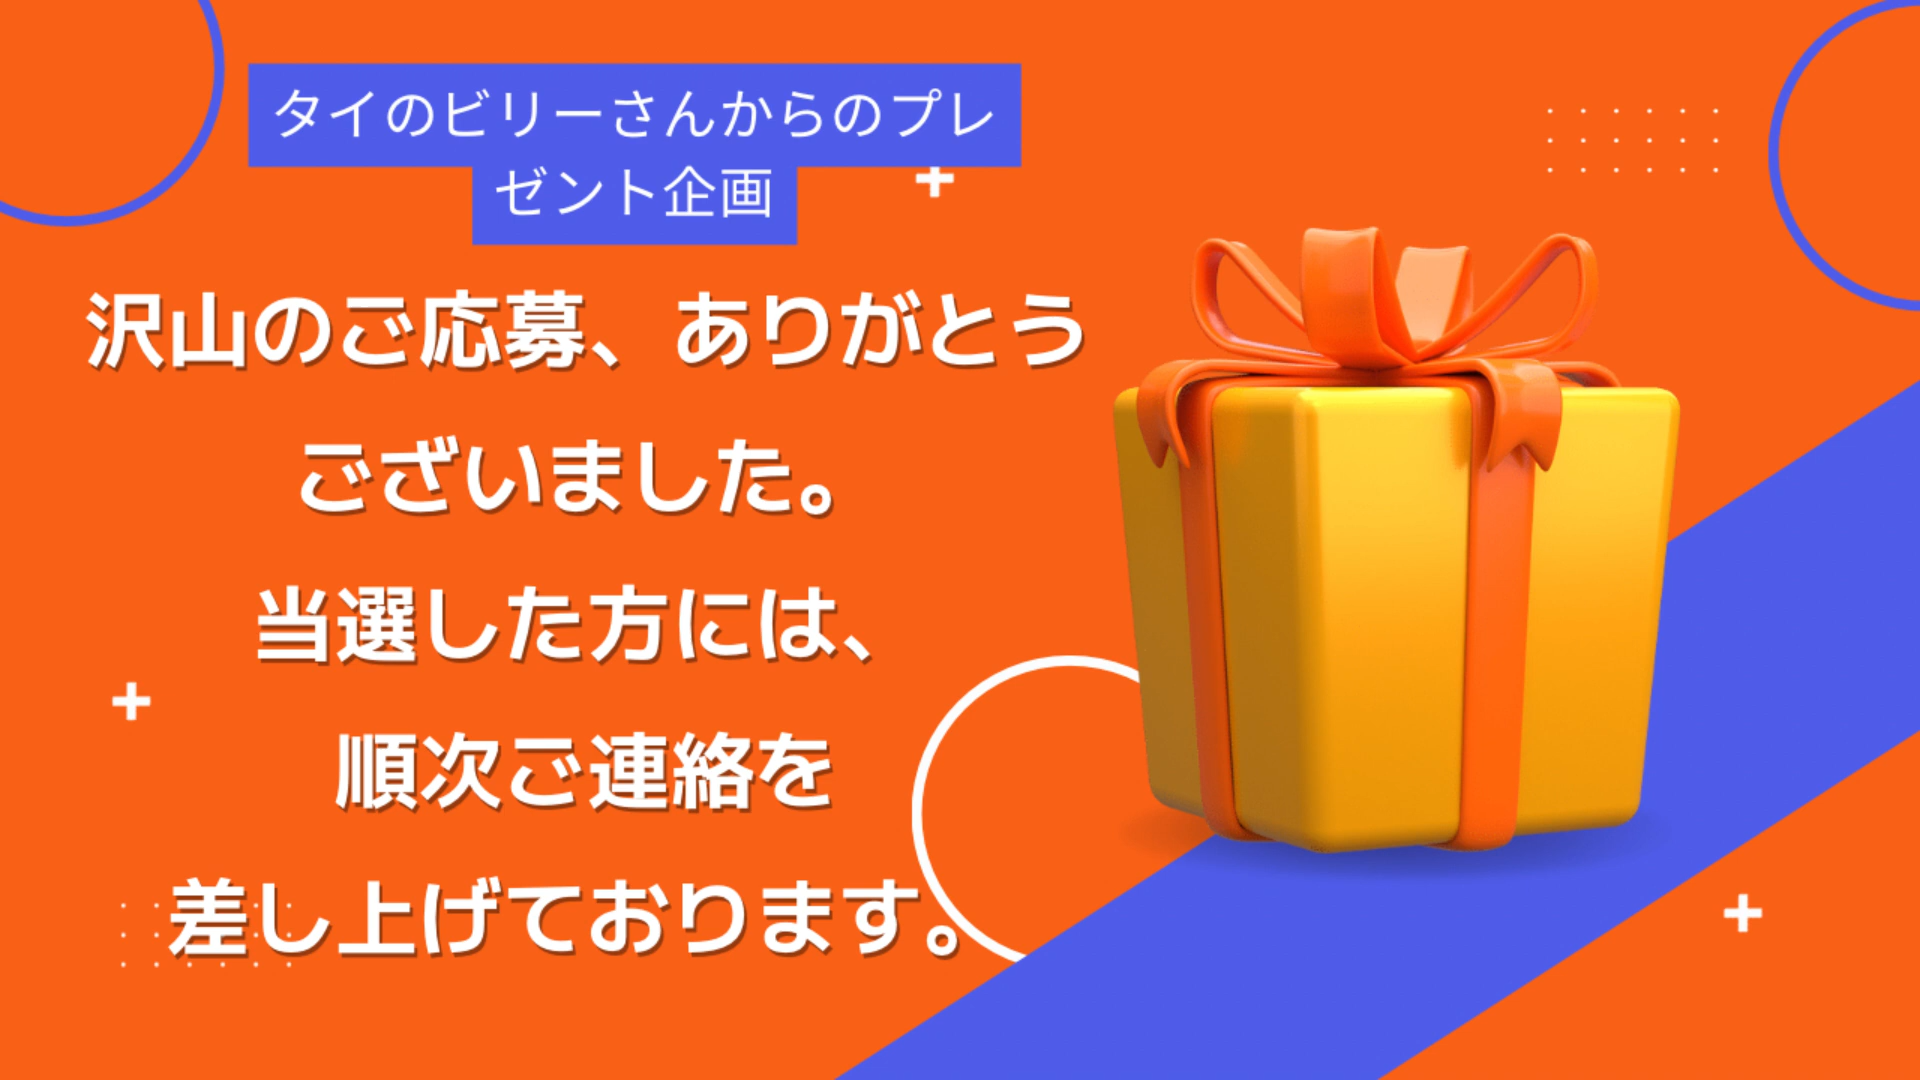 タイのビリーさんからのプレ
ゼント企画
沢山のご応募、ありがとう
ございました。
当選した方には、
順次ご連絡を
差し上げております。